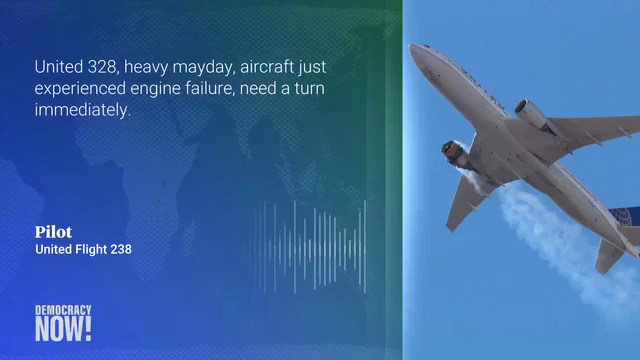 United 328, heavy mayday, aircraft just
experienced engine failure, need a turn
immediately.
Pilot
United Flight 238
DEMOCRACY
NOW!